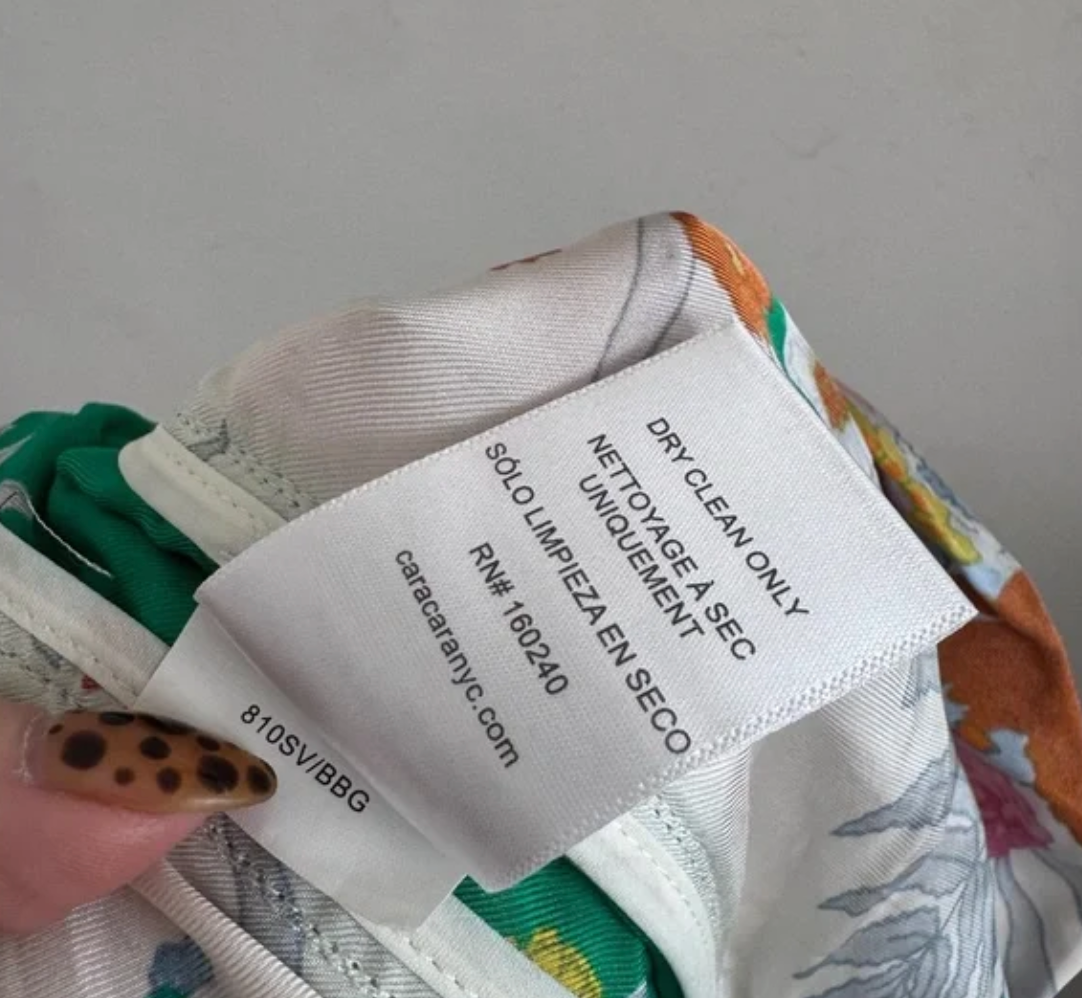 DRY CLEAN ONLY
NETTOYAGE À SEC
UNIQUEMENT
SÓLO LIMPIEZA EN SECO
RN# 160240
caracaranyc.com
810SV/BBG